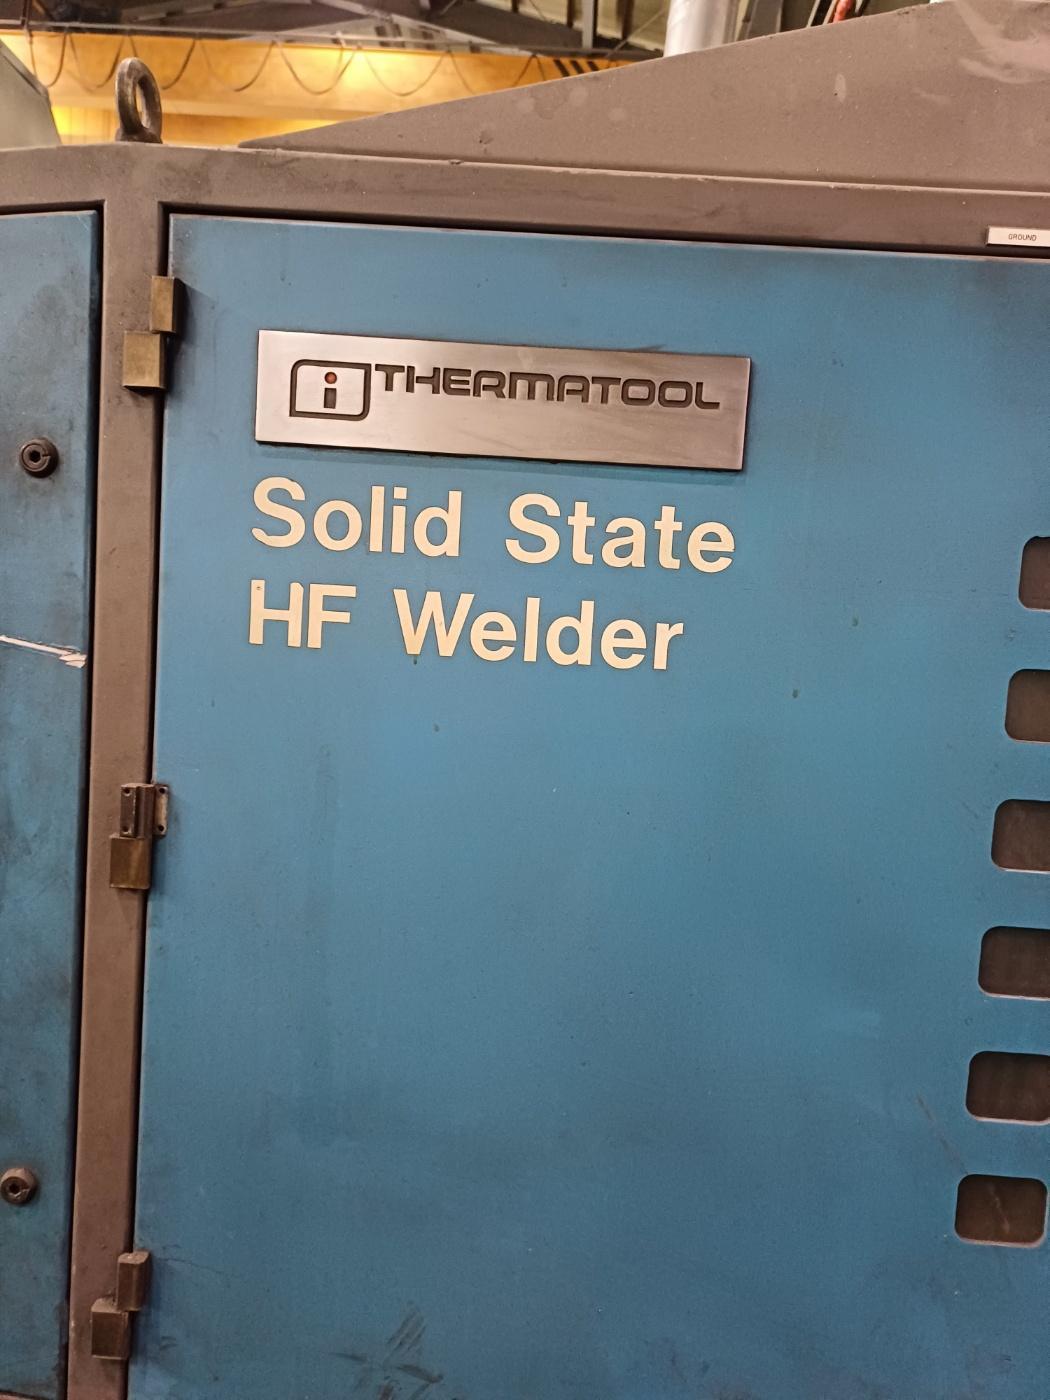 GROUND
THERMATOOL
Solid State
HF Welder